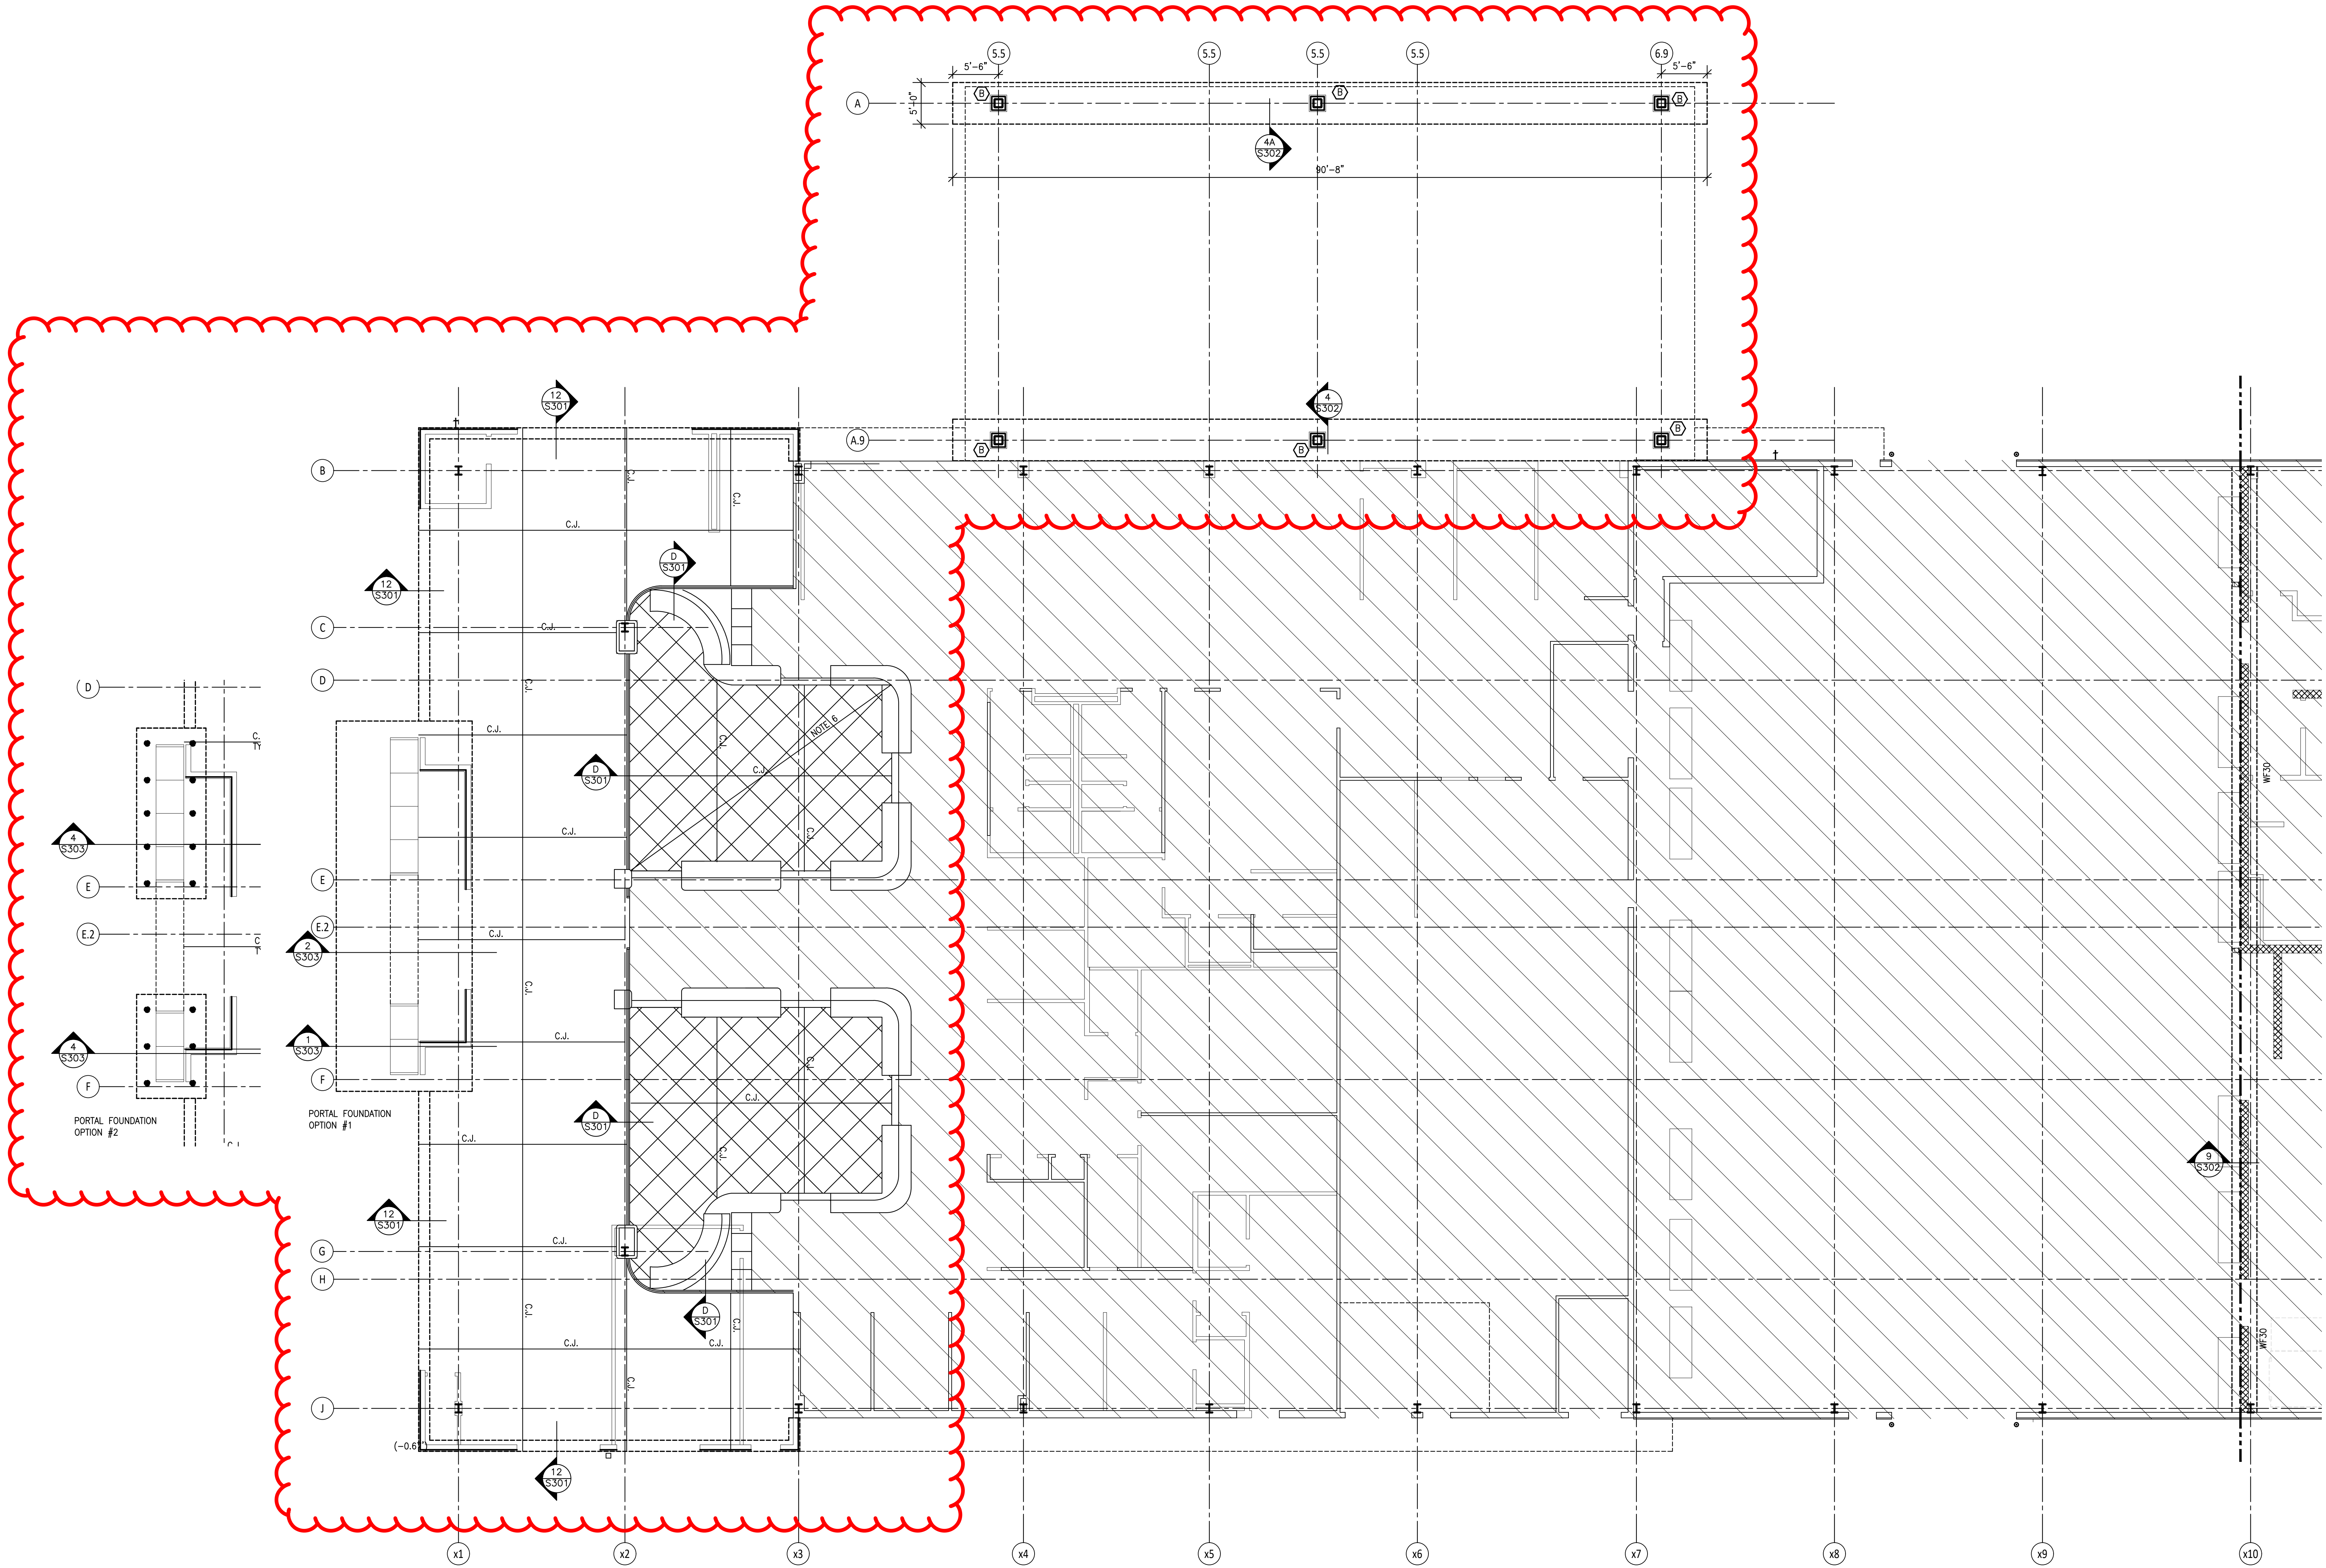 5.5
5.5
5.5
5.5
6.9
5'-6"
5'-6"
5'-0"
A
B
B
B
4A
S302
90'-8"
12
S301
4
S302
A.9
B
B
B
B
C.J.
C.J.
C.J.
D
S301
12
S301
C
C.J.
D
D
C.J.
C.J.
NOTE 6
C.J.
C.J.
D
S301
C.J.
WF30
C.J.
C.J.
4
S303
E
E
E.2
E.2
C.J.
2
S303
C.J.
4
S303
1
S303
C.J.
C.J.
F
F
C.J.
PORTAL FOUNDATION
OPTION #2
PORTAL FOUNDATION
OPTION #1
D
S301
C.J.
C.J.
9
S302
12
S301
C.J.
G
H
C.J.
D
S301
C.J.
WF30
C.J.
C.J.
C.J.
J
12
S301
x1
x2
x3
x4
x5
x6
x7
x8
x9
x10